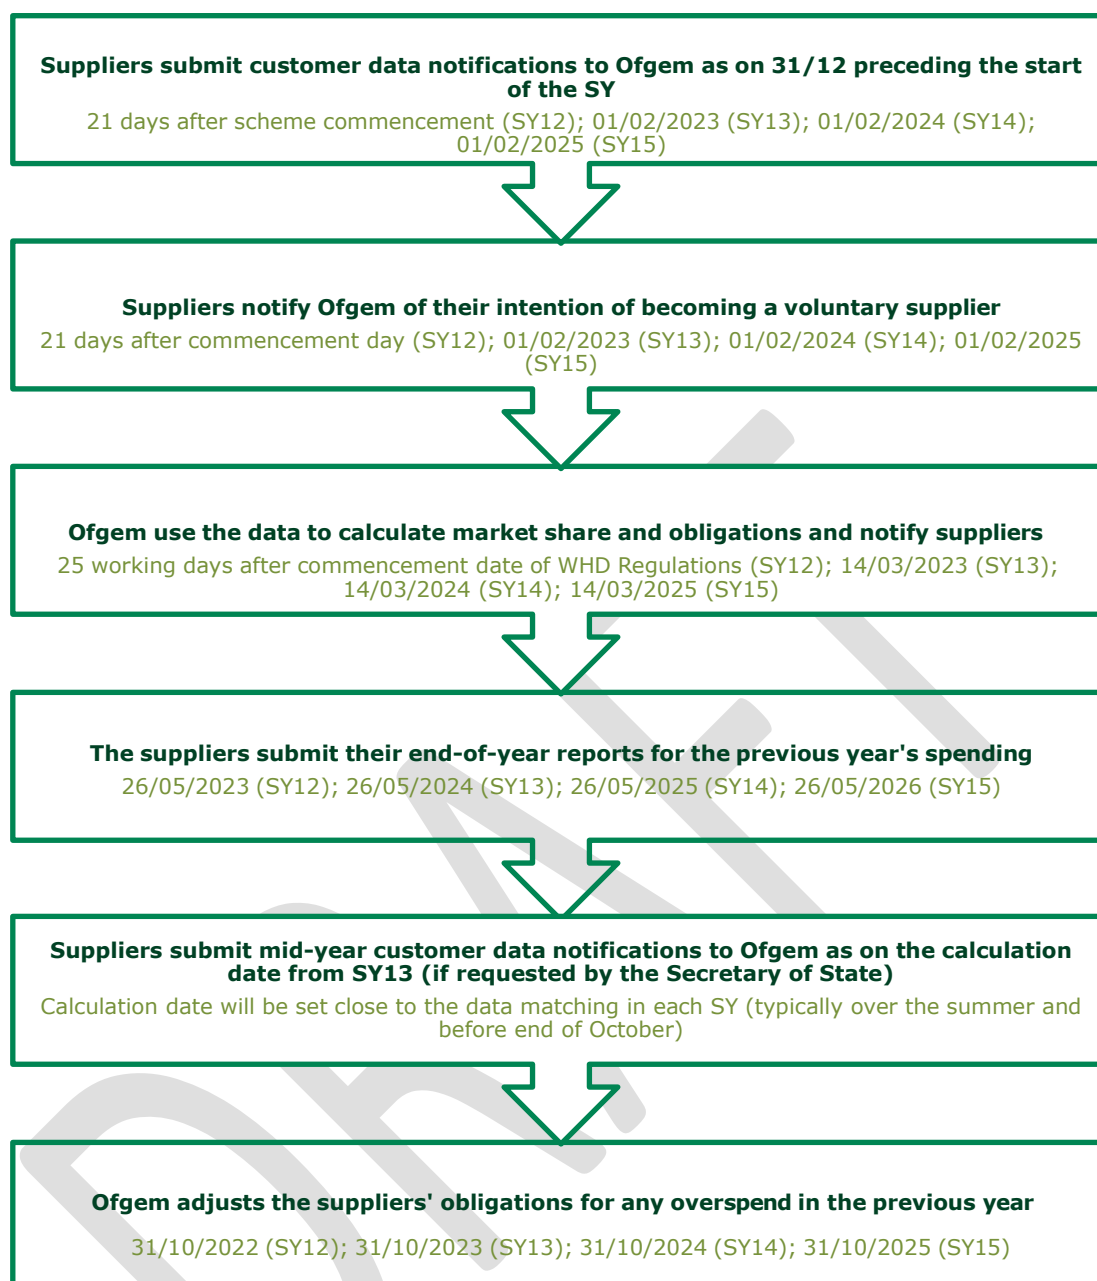 Suppliers submit customer data notifications to Ofgem as on 31/12 preceding the start
of the SY
21 days after scheme commencement (SY12); 01/02/2023 (SY13); 01/02/2024 (SY14);
01/02/2025 (SY15)
Suppliers notify Ofgem of their intention of becoming a voluntary supplier
21 days after commencement day (SY12); 01/02/2023 (SY13); 01/02/2024 (SY14); 01/02/2025
(SY15)
Ofgem use the data to calculate market share and obligations and notify suppliers
25 working days after commencement date of WHD Regulations (SY12); 14/03/2023 (SY13);
14/03/2024 (SY14); 14/03/2025 (SY15)
The suppliers submit their end-of-year reports for the previous year's spending
26/05/2023 (SY12); 26/05/2024 (SY13); 26/05/2025 (SY14); 26/05/2026 (SY15)
Suppliers submit mid-year customer data notifications to Ofgem as on the calculation
date from SY13 (if requested by the Secretary of State)
Calculation date will be set close to the data matching in each SY (typically over the summer and
before end of October)
Ofgem adjusts the suppliers' obligations for any overspend in the previous year
31/10/2022 (SY12); 31/10/2023 (SY13); 31/10/2024 (SY14); 31/10/2025 (SY15)
DRAFT